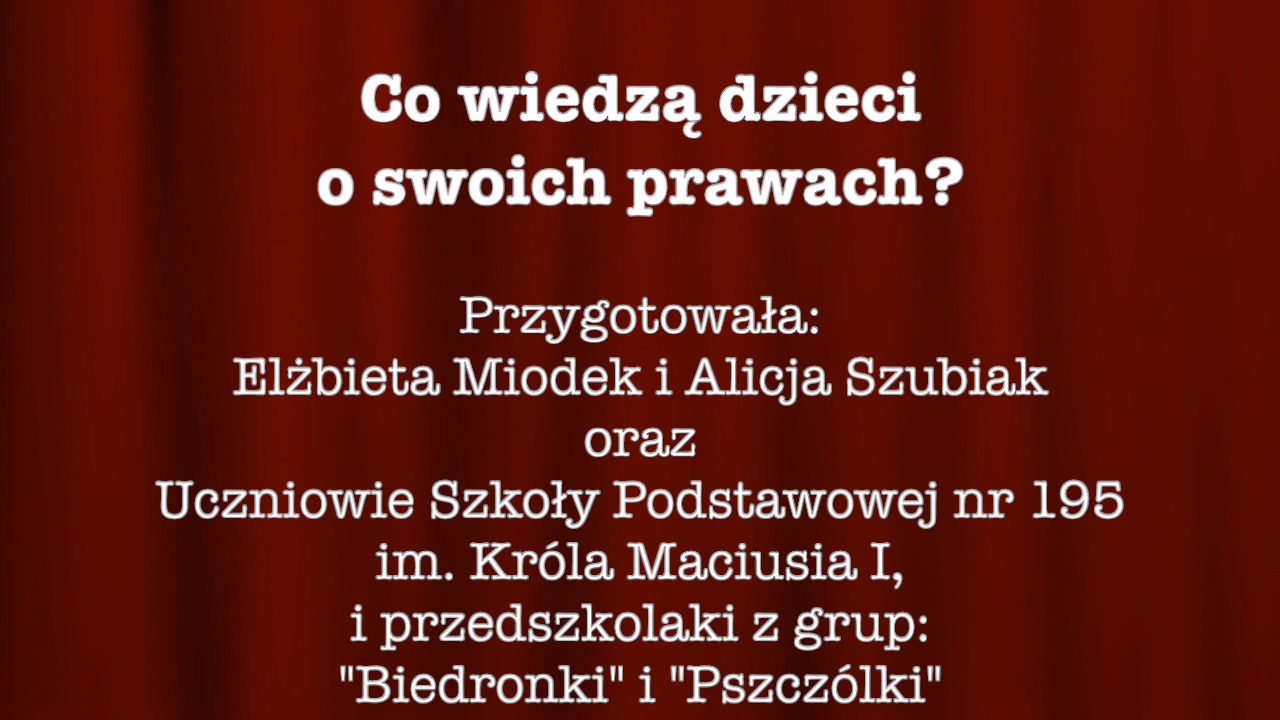 Co wiedzą dzieci
o swoich prawach?
Przygotowała:
Elżbieta Miodek i Alicja Szubiak
oraz
Uczniowie Szkoły Podstawowej nr 195
im. Króla Maciusia I,
i przedszkolaki z grup:
"Biedronki" i "Pszczólki"